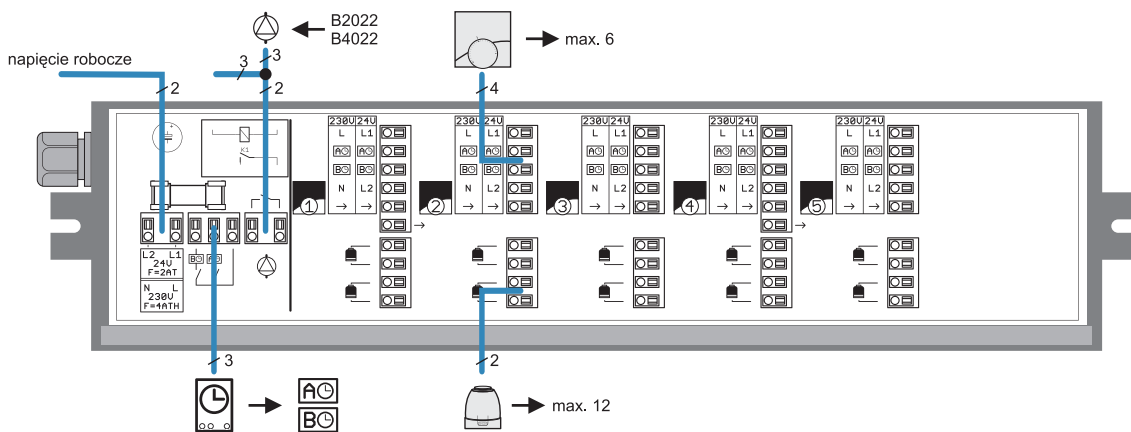 B2022
B4022
max. 6
napięcie robocze
3
3
2
2
4
230V 24V
L L1
A B
A B
N L2
230V 24V
L L1
A A
B B
N L2
230V 24V
L L1
A A
B B
N L2
230V 24V
L L1
A A
B B
N L2
230V 24V
L L1
A A
B B
N L2
K1
1
2
3
4
5
L2 L1
24V
F=2AT
N L
230V
F=4ATH
B A
3
2
A
B
max. 12